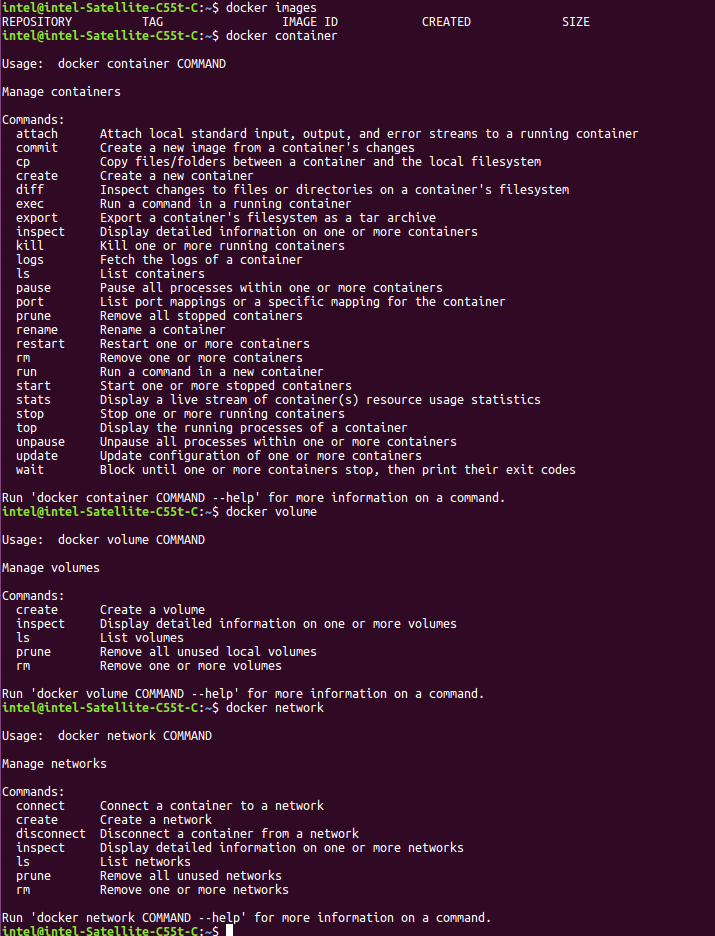 intel@intel-Satellite-C55t-C:~$ docker images
REPOSITORY          TAG                 IMAGE ID            CREATED             SIZE
intel@intel-Satellite-C55t-C:~$ docker container

Usage:  docker container COMMAND

Manage containers

Commands:
  attach      Attach local standard input, output, and error streams to a running container
  commit      Create a new image from a container's changes
  cp          Copy files/folders between a container and the local filesystem
  create      Create a new container
  diff        Inspect changes to files or directories on a container's filesystem
  exec        Run a command in a running container
  export      Export a container's filesystem as a tar archive
  inspect     Display detailed information on one or more containers
  kill        Kill one or more running containers
  logs        Fetch the logs of a container
  ls          List containers
  pause       Pause all processes within one or more containers
  port        List port mappings or a specific mapping for the container
  prune       Remove all stopped containers
  rename      Rename a container
  restart     Restart one or more containers
  rm          Remove one or more containers
  run         Run a command in a new container
  start       Start one or more stopped containers
  stats       Display a live stream of container(s) resource usage statistics
  stop        Stop one or more running containers
  top         Display the running processes of a container
  unpause     Unpause all processes within one or more containers
  update      Update configuration of one or more containers
  wait        Block until one or more containers stop, then print their exit codes

Run 'docker container COMMAND --help' for more information on a command.
intel@intel-Satellite-C55t-C:~$ docker volume

Usage:  docker volume COMMAND

Manage volumes

Commands:
  create      Create a volume
  inspect     Display detailed information on one or more volumes
  ls          List volumes
  prune       Remove all unused local volumes
  rm          Remove one or more volumes

Run 'docker volume COMMAND --help' for more information on a command.
intel@intel-Satellite-C55t-C:~$ docker network

Usage:  docker network COMMAND

Manage networks

Commands:
  connect     Connect a container to a network
  create      Create a network
  disconnect  Disconnect a container from a network
  inspect     Display detailed information on one or more networks
  ls          List networks
  prune       Remove all unused networks
  rm          Remove one or more networks

Run 'docker network COMMAND --help' for more information on a command.
intel@intel-Satellite-C55t-C:~$